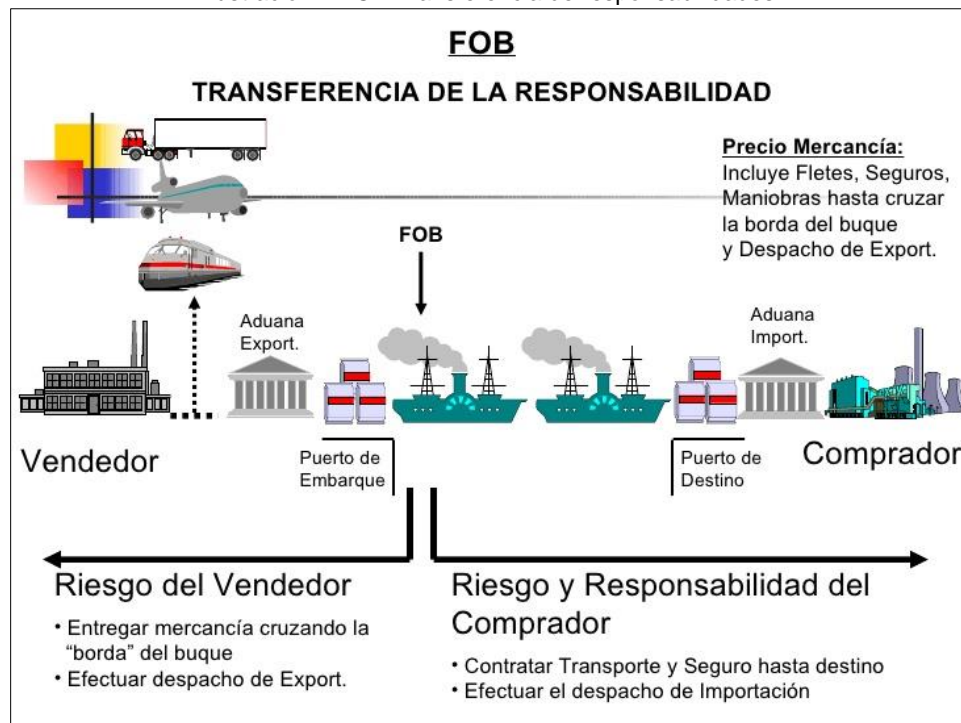 FOB
TRANSFERENCIA DE LA RESPONSABILIDAD
Precio Mercancía:
Incluye Fletes, Seguros,
Maniobras hasta cruzar
la borda del buque
y Despacho de Export.
FOB
Aduana
Export.
Aduana
Import.
Vendedor
Puerto de
Embarque
Puerto de
Destino
Comprador
Riesgo del Vendedor
• Entregar mercancía cruzando la
“borda” del buque
• Efectuar despacho de Export.
Riesgo y Responsabilidad del
Comprador
• Contratar Transporte y Seguro hasta destino
• Efectuar el despacho de Importación